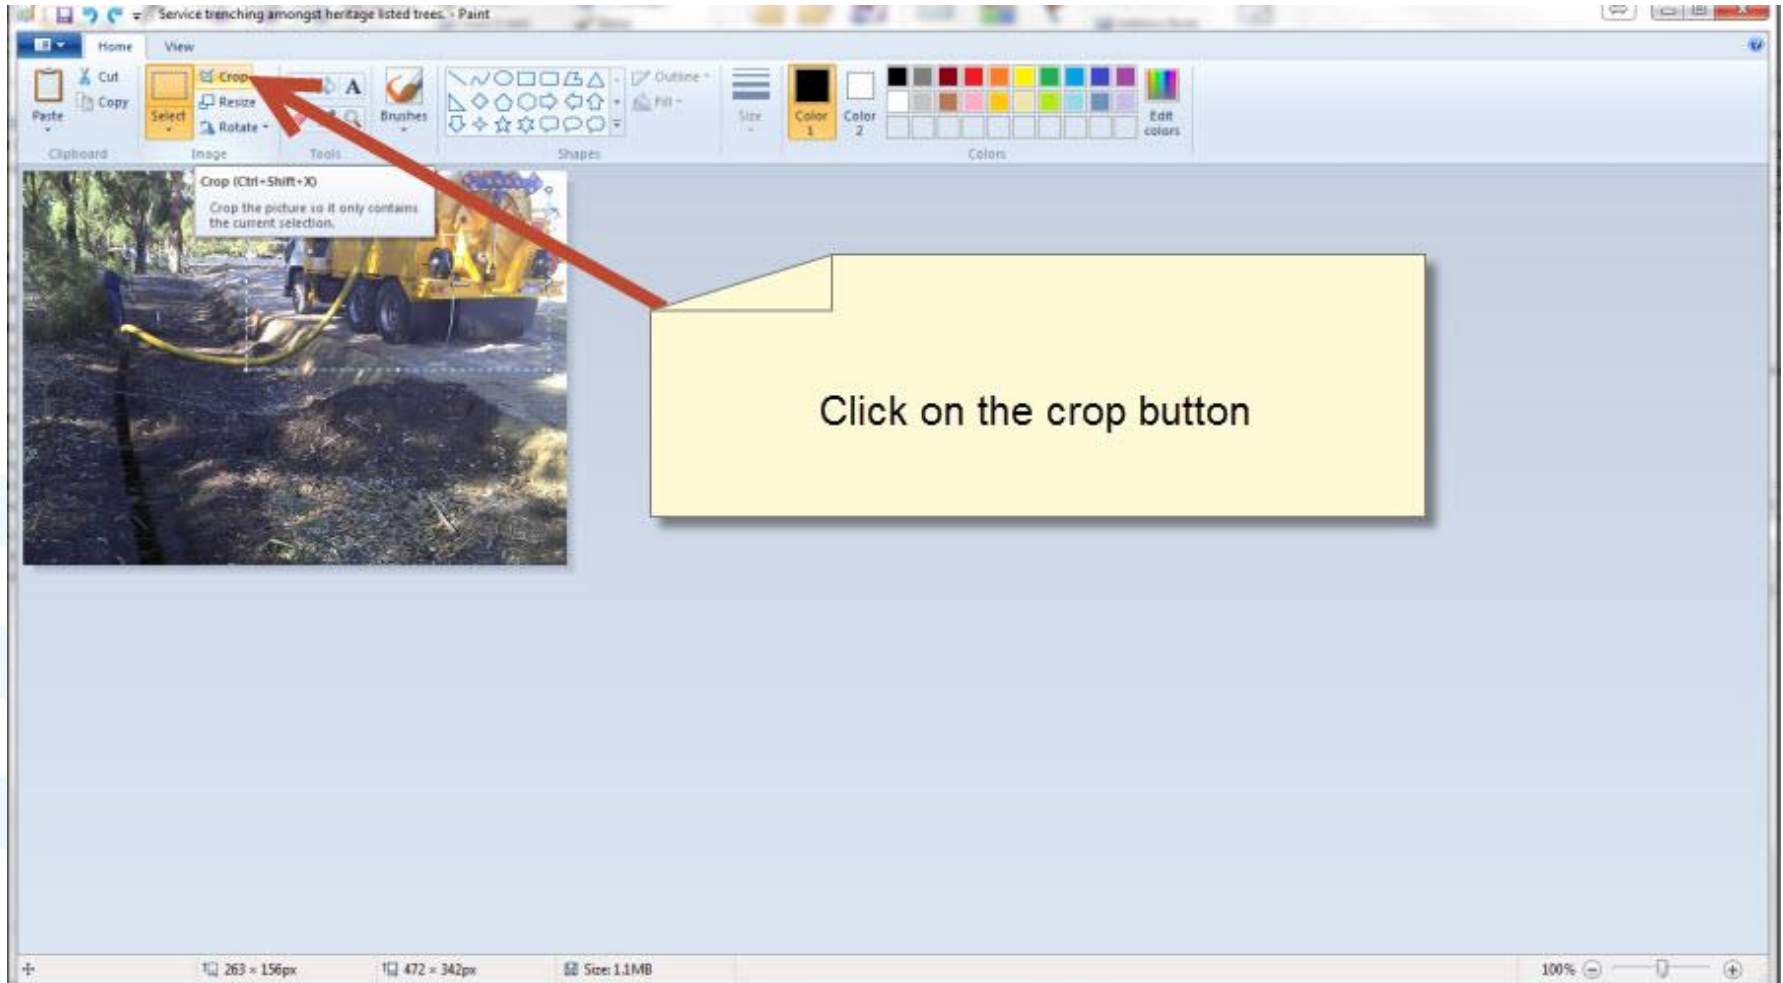 Service trenching amongst heritage listed trees. - Paint
Home View
Paste
Cut
Copy
Clipboard
Select
Crop
Resize
Rotate
Image
A
Tools
Brushes
Outline
Fill
Shapes
Size
Color 1
Color 2
Edit colors
Colors
Crop (Ctrl+Shift+X)
Crop the picture so it only contains
the current selection.
Click on the crop button
263 × 156px 472 × 342px Size: 1.1MB 100%